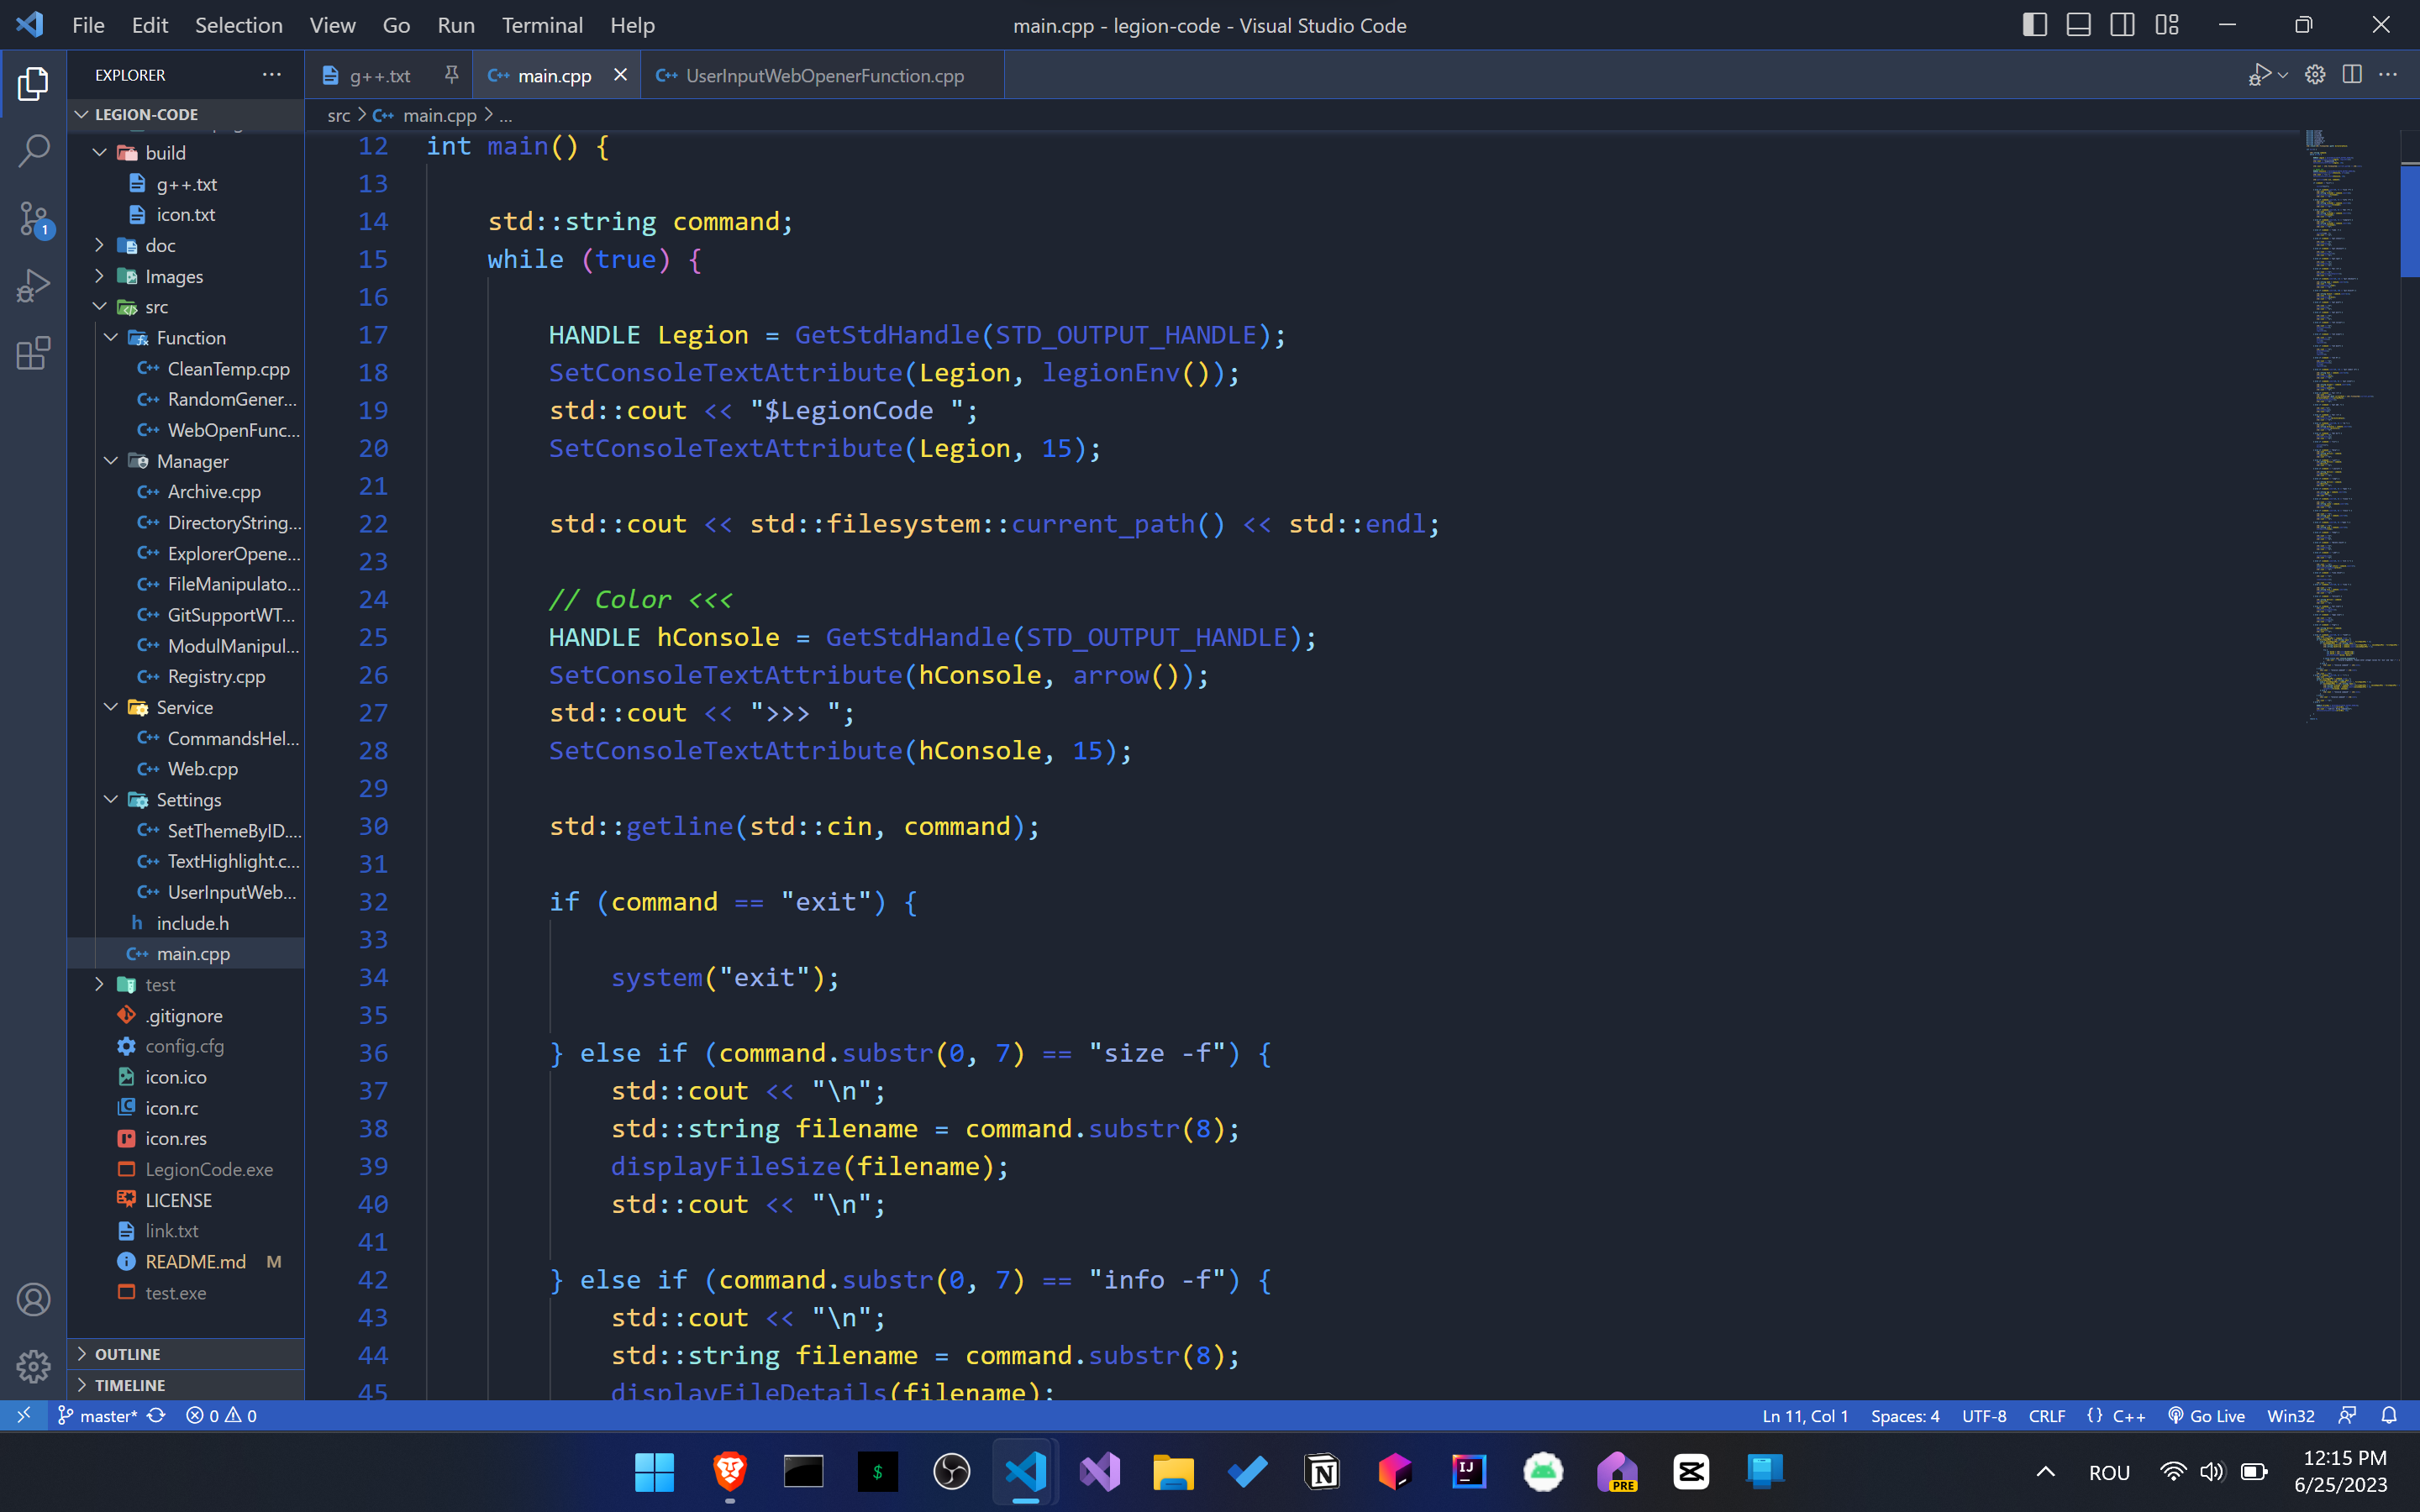 File Edit Selection View Go Run Terminal Help
main.cpp - legion-code - Visual Studio Code
EXPLORER
g++.txt
main.cpp
UserInputWebOpenerFunction.cpp
LEGION-CODE
src > main.cpp > ...
build
g++.txt
icon.txt
doc
Images
src
Function
CleanTemp.cpp
RandomGener...
WebOpenFunc...
Manager
Archive.cpp
DirectoryString...
ExplorerOpene...
FileManipulato...
GitSupportWT...
ModulManipul...
Registry.cpp
Service
CommandsHel...
Web.cpp
Settings
SetThemeByID....
TextHighlight.c...
UserInputWeb...
include.h
main.cpp
test
.gitignore
config.cfg
icon.ico
icon.rc
icon.res
LegionCode.exe
LICENSE
link.txt
README.md M
test.exe
OUTLINE
TIMELINE
12 int main() {
13
14 std::string command;
15 while (true) {
16
17 HANDLE Legion = GetStdHandle(STD_OUTPUT_HANDLE);
18 SetConsoleTextAttribute(Legion, legionEnv());
19 std::cout << "$LegionCode ";
20 SetConsoleTextAttribute(Legion, 15);
21
22 std::cout << std::filesystem::current_path() << std::endl;
23
24 // Color <<<
25 HANDLE hConsole = GetStdHandle(STD_OUTPUT_HANDLE);
26 SetConsoleTextAttribute(hConsole, arrow());
27 std::cout << ">>> ";
28 SetConsoleTextAttribute(hConsole, 15);
29
30 std::getline(std::cin, command);
31
32 if (command == "exit") {
33
34 system("exit");
35
36 } else if (command.substr(0, 7) == "size -f") {
37 std::cout << "\n";
38 std::string filename = command.substr(8);
39 displayFileSize(filename);
40 std::cout << "\n";
41
42 } else if (command.substr(0, 7) == "info -f") {
43 std::cout << "\n";
44 std::string filename = command.substr(8);
45 displayFileDetails(filename);
1
master* 0 0
Ln 11, Col 1 Spaces: 4 UTF-8 CRLF {} C++ Go Live Win32
$
N
IJ
PRE
ROU
12:15 PM
6/25/2023